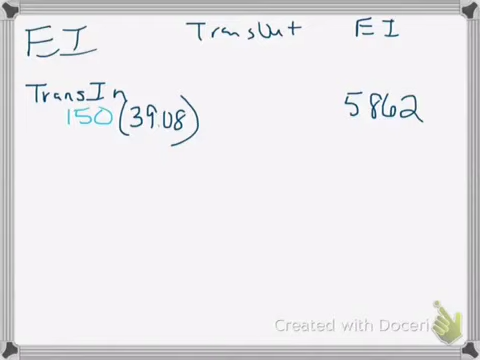 EI TransOut EI
TransIn
150(39.08) 5862
Created with Doceri